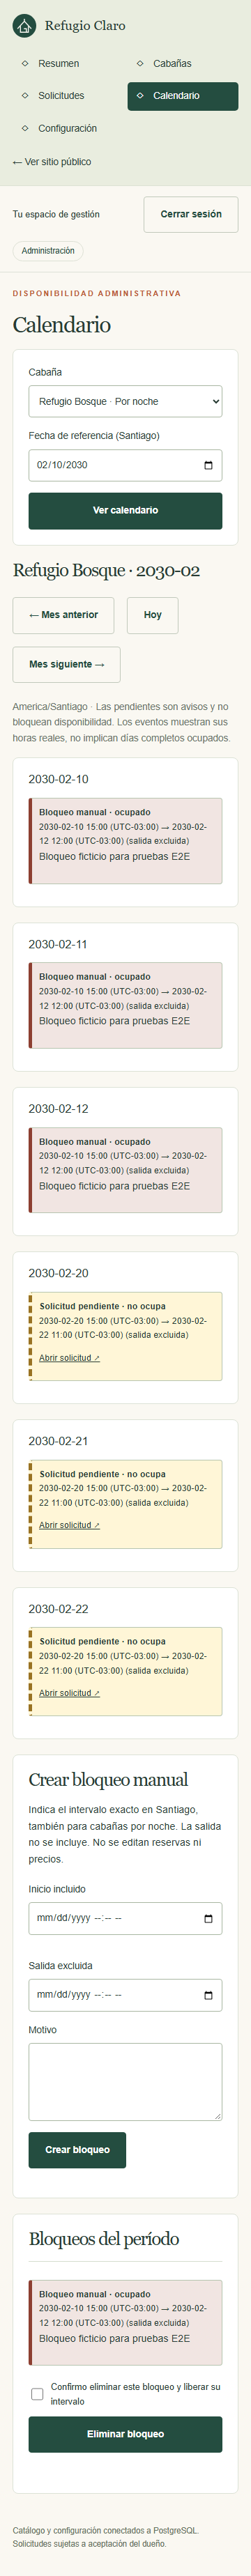 Refugio Claro
◇ Resumen
◇ Cabañas
◇ Solicitudes
◇ Calendario
◇ Configuración
← Ver sitio público
Tu espacio de gestión
Cerrar sesión
Administración
DISPONIBILIDAD ADMINISTRATIVA
Calendario
Cabaña
Refugio Bosque · Por noche
Fecha de referencia (Santiago)
02/10/2030
Ver calendario
Refugio Bosque · 2030-02
← Mes anterior
Hoy
Mes siguiente →
America/Santiago · Las pendientes son avisos y no
bloquean disponibilidad. Los eventos muestran sus
horas reales, no implican días completos ocupados.
2030-02-10
Bloqueo manual · ocupado
2030-02-10 15:00 (UTC-03:00) → 2030-02-
12 12:00 (UTC-03:00) (salida excluida)
Bloqueo ficticio para pruebas E2E
2030-02-11
Bloqueo manual · ocupado
2030-02-10 15:00 (UTC-03:00) → 2030-02-
12 12:00 (UTC-03:00) (salida excluida)
Bloqueo ficticio para pruebas E2E
2030-02-12
Bloqueo manual · ocupado
2030-02-10 15:00 (UTC-03:00) → 2030-02-
12 12:00 (UTC-03:00) (salida excluida)
Bloqueo ficticio para pruebas E2E
2030-02-20
Solicitud pendiente · no ocupa
2030-02-20 15:00 (UTC-03:00) → 2030-02-
22 11:00 (UTC-03:00) (salida excluida)
Abrir solicitud ↗
2030-02-21
Solicitud pendiente · no ocupa
2030-02-20 15:00 (UTC-03:00) → 2030-02-
22 11:00 (UTC-03:00) (salida excluida)
Abrir solicitud ↗
2030-02-22
Solicitud pendiente · no ocupa
2030-02-20 15:00 (UTC-03:00) → 2030-02-
22 11:00 (UTC-03:00) (salida excluida)
Abrir solicitud ↗
Crear bloqueo manual
Indica el intervalo exacto en Santiago,
también para cabañas por noche. La salida
no se incluye. No se editan reservas ni
precios.
Inicio incluido
mm/dd/yyyy --:-- --
Salida excluida
mm/dd/yyyy --:-- --
Motivo
Crear bloqueo
Bloqueos del período
Bloqueo manual · ocupado
2030-02-10 15:00 (UTC-03:00) → 2030-02-
12 12:00 (UTC-03:00) (salida excluida)
Bloqueo ficticio para pruebas E2E
Confirmo eliminar este bloqueo y liberar su
intervalo
Eliminar bloqueo
Catálogo y configuración conectados a PostgreSQL.
Solicitudes sujetas a aceptación del dueño.